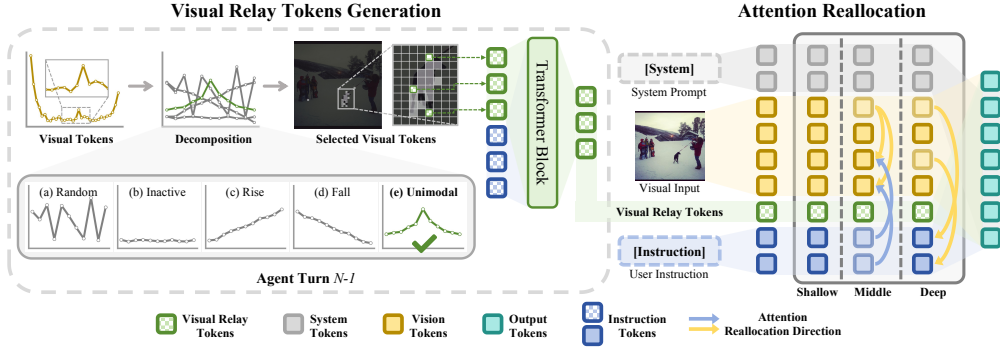 Visual Relay Tokens Generation
Attention Reallocation
Visual Tokens
Decomposition
Selected Visual Tokens
Transformer Block
(a) Random
(b) Inactive
(c) Rise
(d) Fall
(e) Unimodal
Agent Turn N-1
[System]
System Prompt
Visual Input
Visual Relay Tokens
[Instruction]
User Instruction
Shallow
Middle
Deep
Visual Relay
Tokens
System
Tokens
Vision
Tokens
Output
Tokens
Instruction
Tokens
Attention
Reallocation Direction